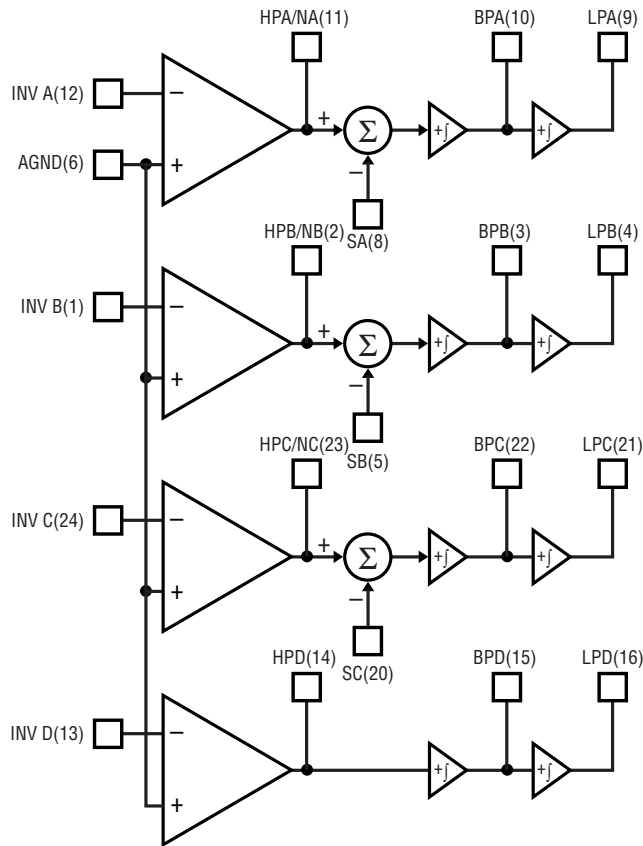 HPA/NA(11) BPA(10) LPA(9)
INV A(12) − + Σ +∫ +∫
AGND(6) + −
SA(8)
HPB/NB(2) BPB(3) LPB(4)
INV B(1) − + Σ +∫ +∫
+ −
SB(5)
HPC/NC(23) BPC(22) LPC(21)
INV C(24) − + Σ +∫ +∫
+ −
SC(20)
HPD(14) BPD(15) LPD(16)
INV D(13) − +∫ +∫
+